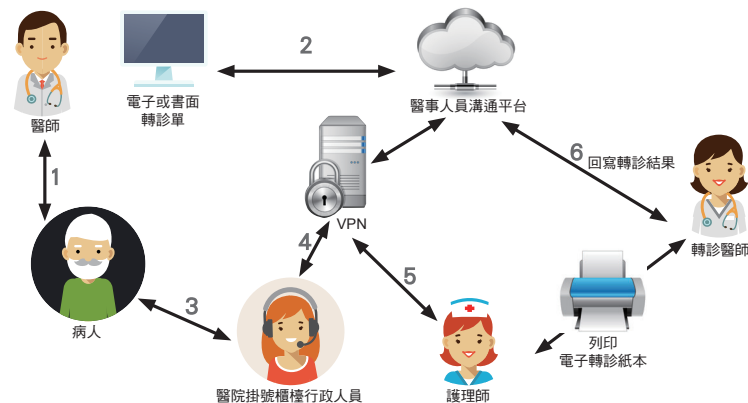 2
醫師
電子或書面
轉診單
醫事人員溝通平台
1
6
回寫轉診結果
VPN
4
轉診醫師
5
3
病人
列印
電子轉診紙本
醫院掛號櫃檯行政人員
護理師